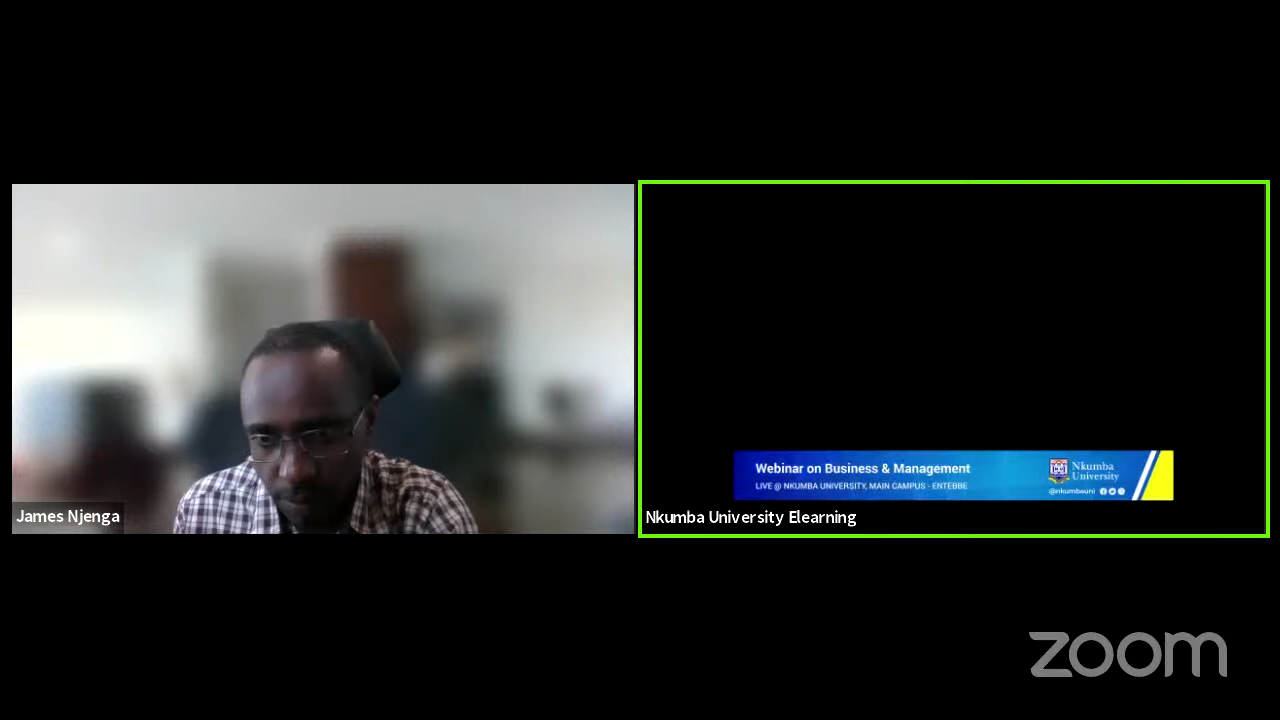 Webinar on Business & Management
LIVE @ NKUMBA UNIVERSITY, MAIN CAMPUS - ENTEBBE
Nkumba
University
@nkumbauni
James Njenga
Nkumba University Elearning
zoom